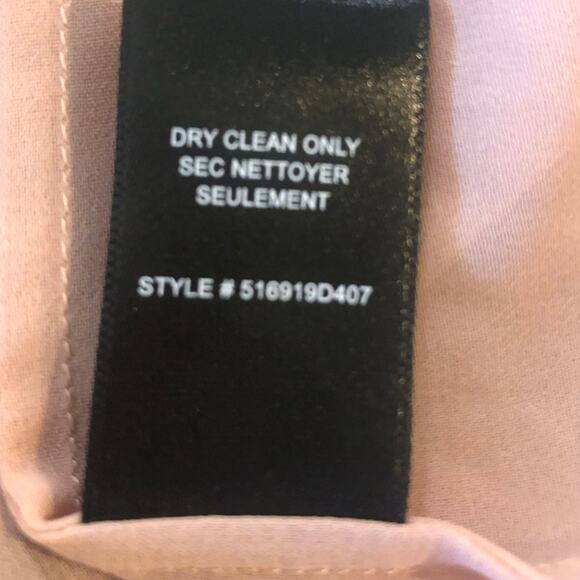 DRY CLEAN ONLY
SEC NETTOYER
SEULEMENT
STYLE # 516919D407